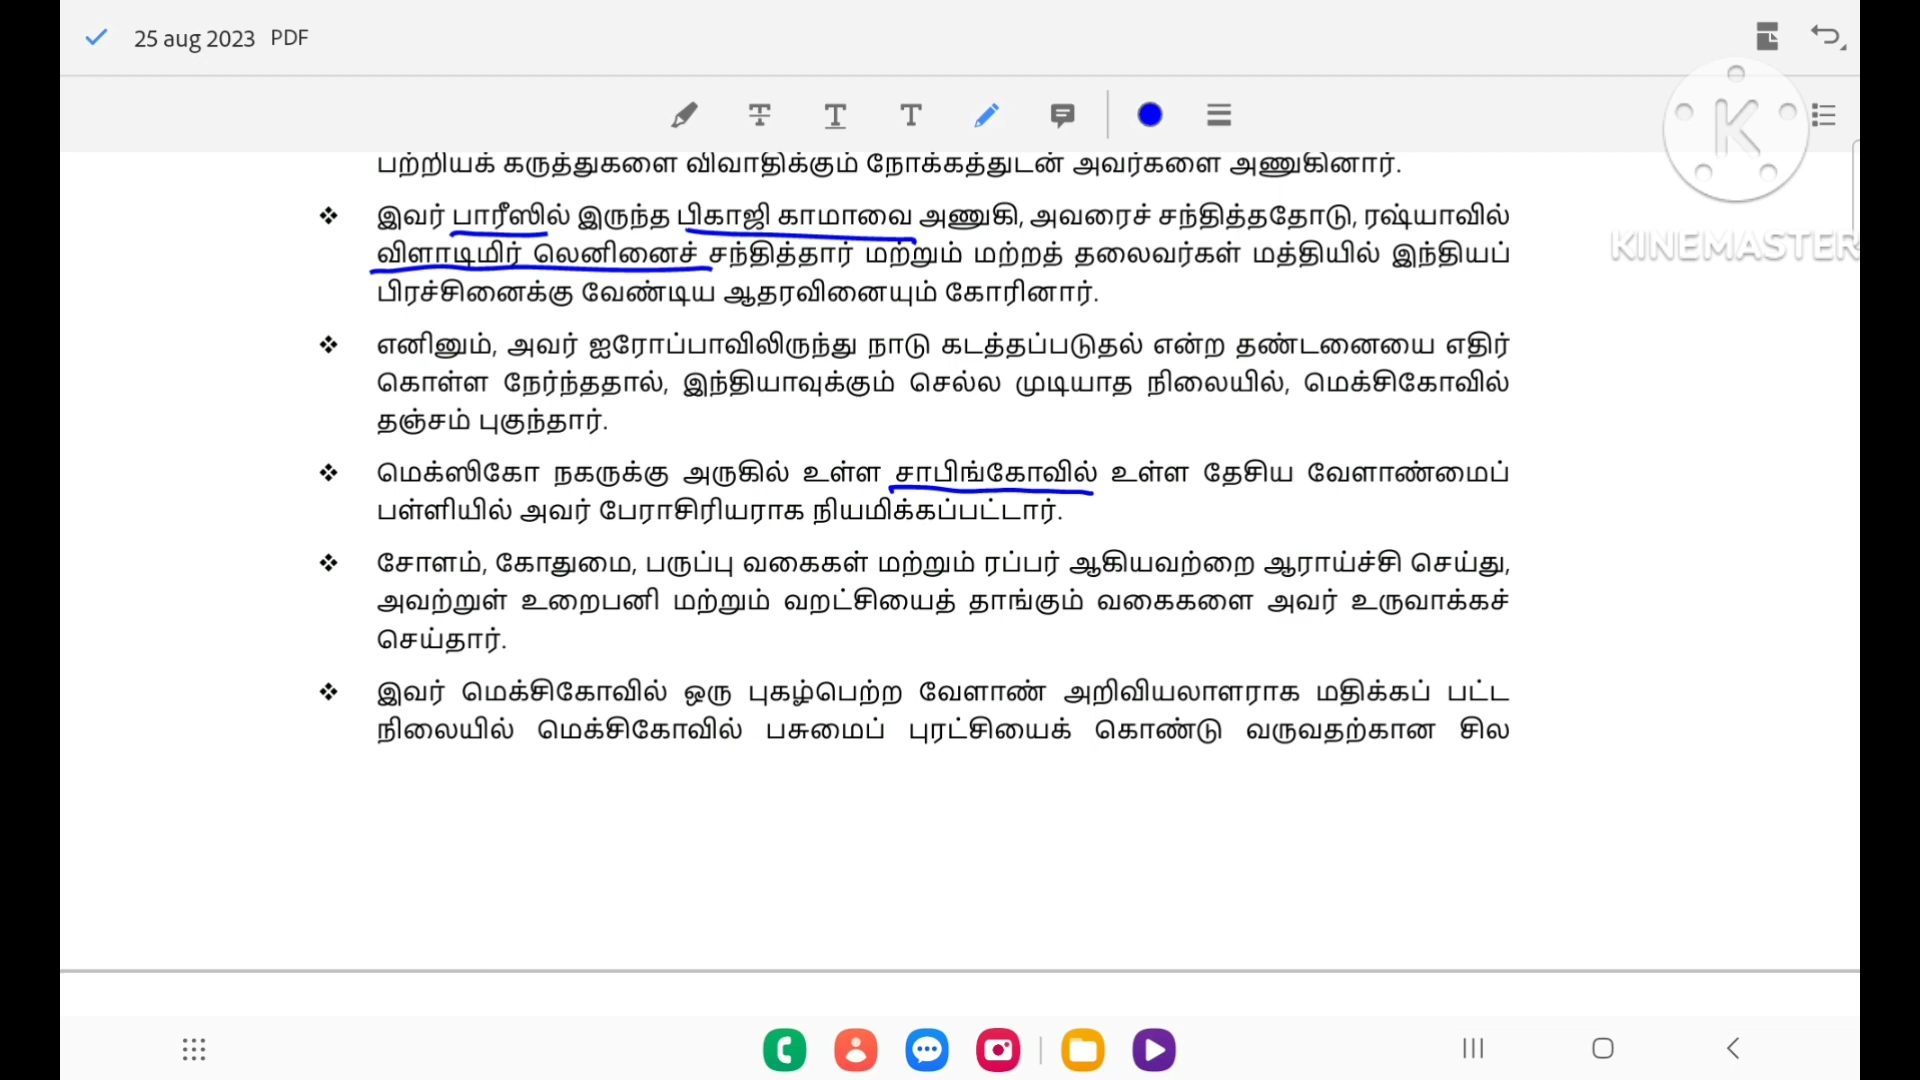 25 aug 2023 PDF
K
KINEMASTER
பற்றியக் கருத்துகளை விவாதிக்கும் நோக்கத்துடன் அவர்களை அணுகினார்.
❖ இவர் பாரீஸில் இருந்த பிகாஜி காமாவை அணுகி, அவரைச் சந்தித்ததோடு, ரஷ்யாவில்
விளாடிமிர் லெனினைச் சந்தித்தார் மற்றும் மற்றத் தலைவர்கள் மத்தியில் இந்தியப்
பிரச்சினைக்கு வேண்டிய ஆதரவினையும் கோரினார்.
❖ எனினும், அவர் ஐரோப்பாவிலிருந்து நாடு கடத்தப்படுதல் என்ற தண்டனையை எதிர்
கொள்ள நேர்ந்ததால், இந்தியாவுக்கும் செல்ல முடியாத நிலையில், மெக்சிகோவில்
தஞ்சம் புகுந்தார்.
❖ மெக்ஸிகோ நகருக்கு அருகில் உள்ள சாபிங்கோவில் உள்ள தேசிய வேளாண்மைப்
பள்ளியில் அவர் பேராசிரியராக நியமிக்கப்பட்டார்.
❖ சோளம், கோதுமை, பருப்பு வகைகள் மற்றும் ரப்பர் ஆகியவற்றை ஆராய்ச்சி செய்து,
அவற்றுள் உறைபனி மற்றும் வறட்சியைத் தாங்கும் வகைகளை அவர் உருவாக்கச்
செய்தார்.
❖ இவர் மெக்சிகோவில் ஒரு புகழ்பெற்ற வேளாண் அறிவியலாளராக மதிக்கப் பட்ட
நிலையில் மெக்சிகோவில் பசுமைப் புரட்சியைக் கொண்டு வருவதற்கான சில